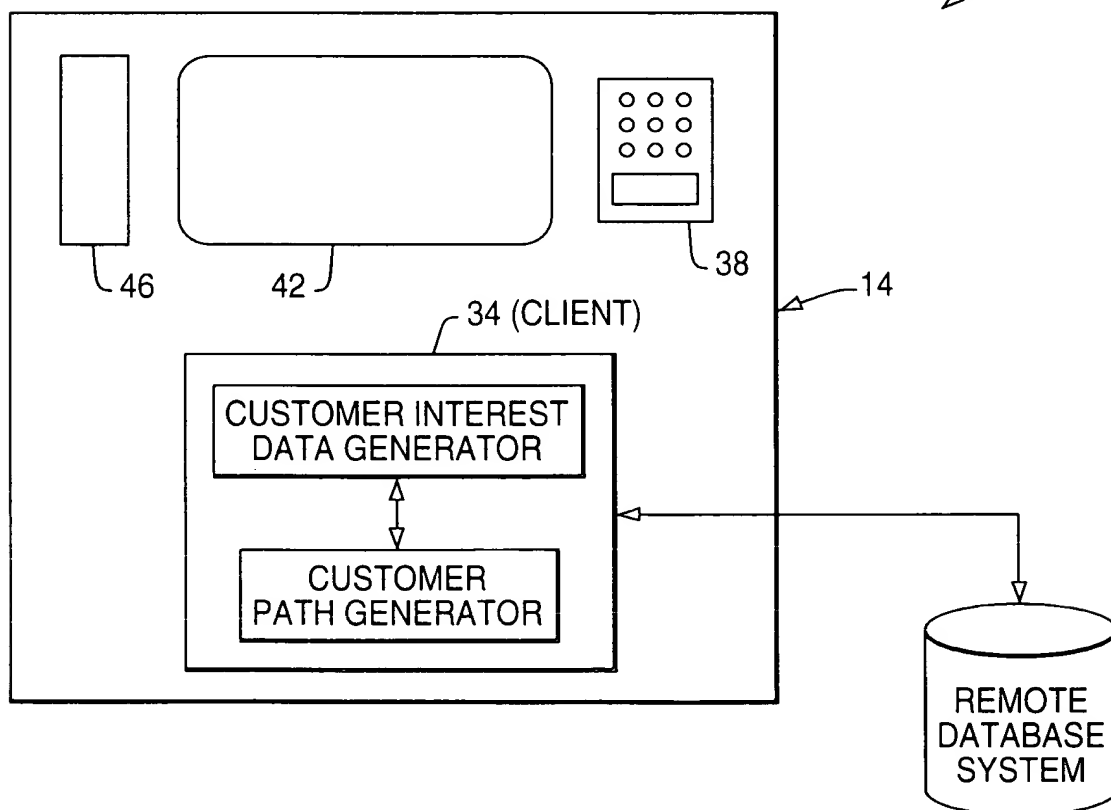 46
42
38
14
34 (CLIENT)
CUSTOMER INTEREST
DATA GENERATOR
CUSTOMER
PATH GENERATOR
REMOTE
DATABASE
SYSTEM